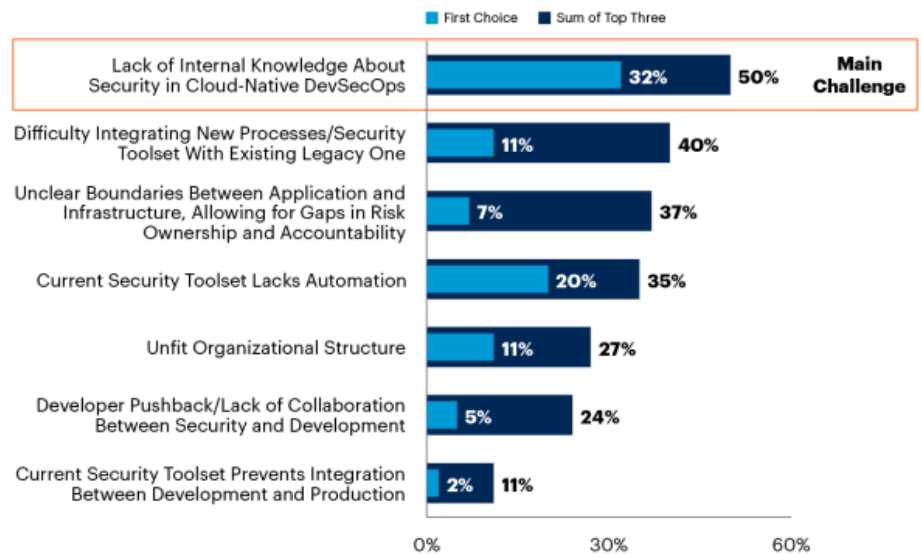 First Choice Sum of Top Three
Lack of Internal Knowledge About
Security in Cloud-Native DevSecOps
32% 50%
Main
Challenge
Difficulty Integrating New Processes/Security
Toolset With Existing Legacy One
11% 40%
Unclear Boundaries Between Application and
Infrastructure, Allowing for Gaps in Risk
Ownership and Accountability
7% 37%
Current Security Toolset Lacks Automation
20% 35%
Unfit Organizational Structure
11% 27%
Developer Pushback/Lack of Collaboration
Between Security and Development
5% 24%
Current Security Toolset Prevents Integration
Between Development and Production
2% 11%
0% 30% 60%